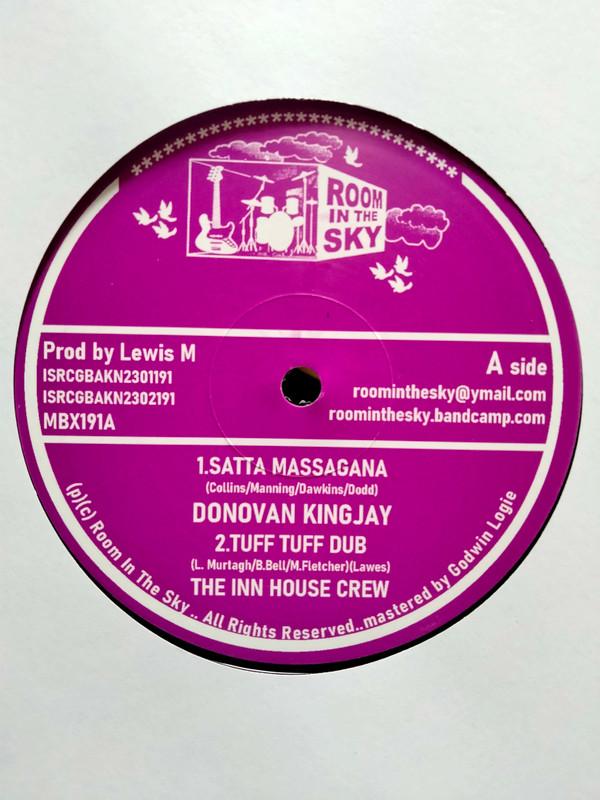 ROOM
IN THE
SKY
Prod by Lewis M
ISRCGBAKN2301191
ISRCGBAKN2302191
MBX191A
A side
roominthesky@ymail.com
roominthesky.bandcamp.com
1.SATTA MASSAGANA
(Collins/Manning/Dawkins/Dodd)
DONOVAN KINGJAY
2.TUFF TUFF DUB
(L. Murtagh/B.Bell/M.Fletcher)(Lawes)
THE INN HOUSE CREW
(p)(c) Room In The Sky .. All Rights Reserved..mastered by Godwin Logie